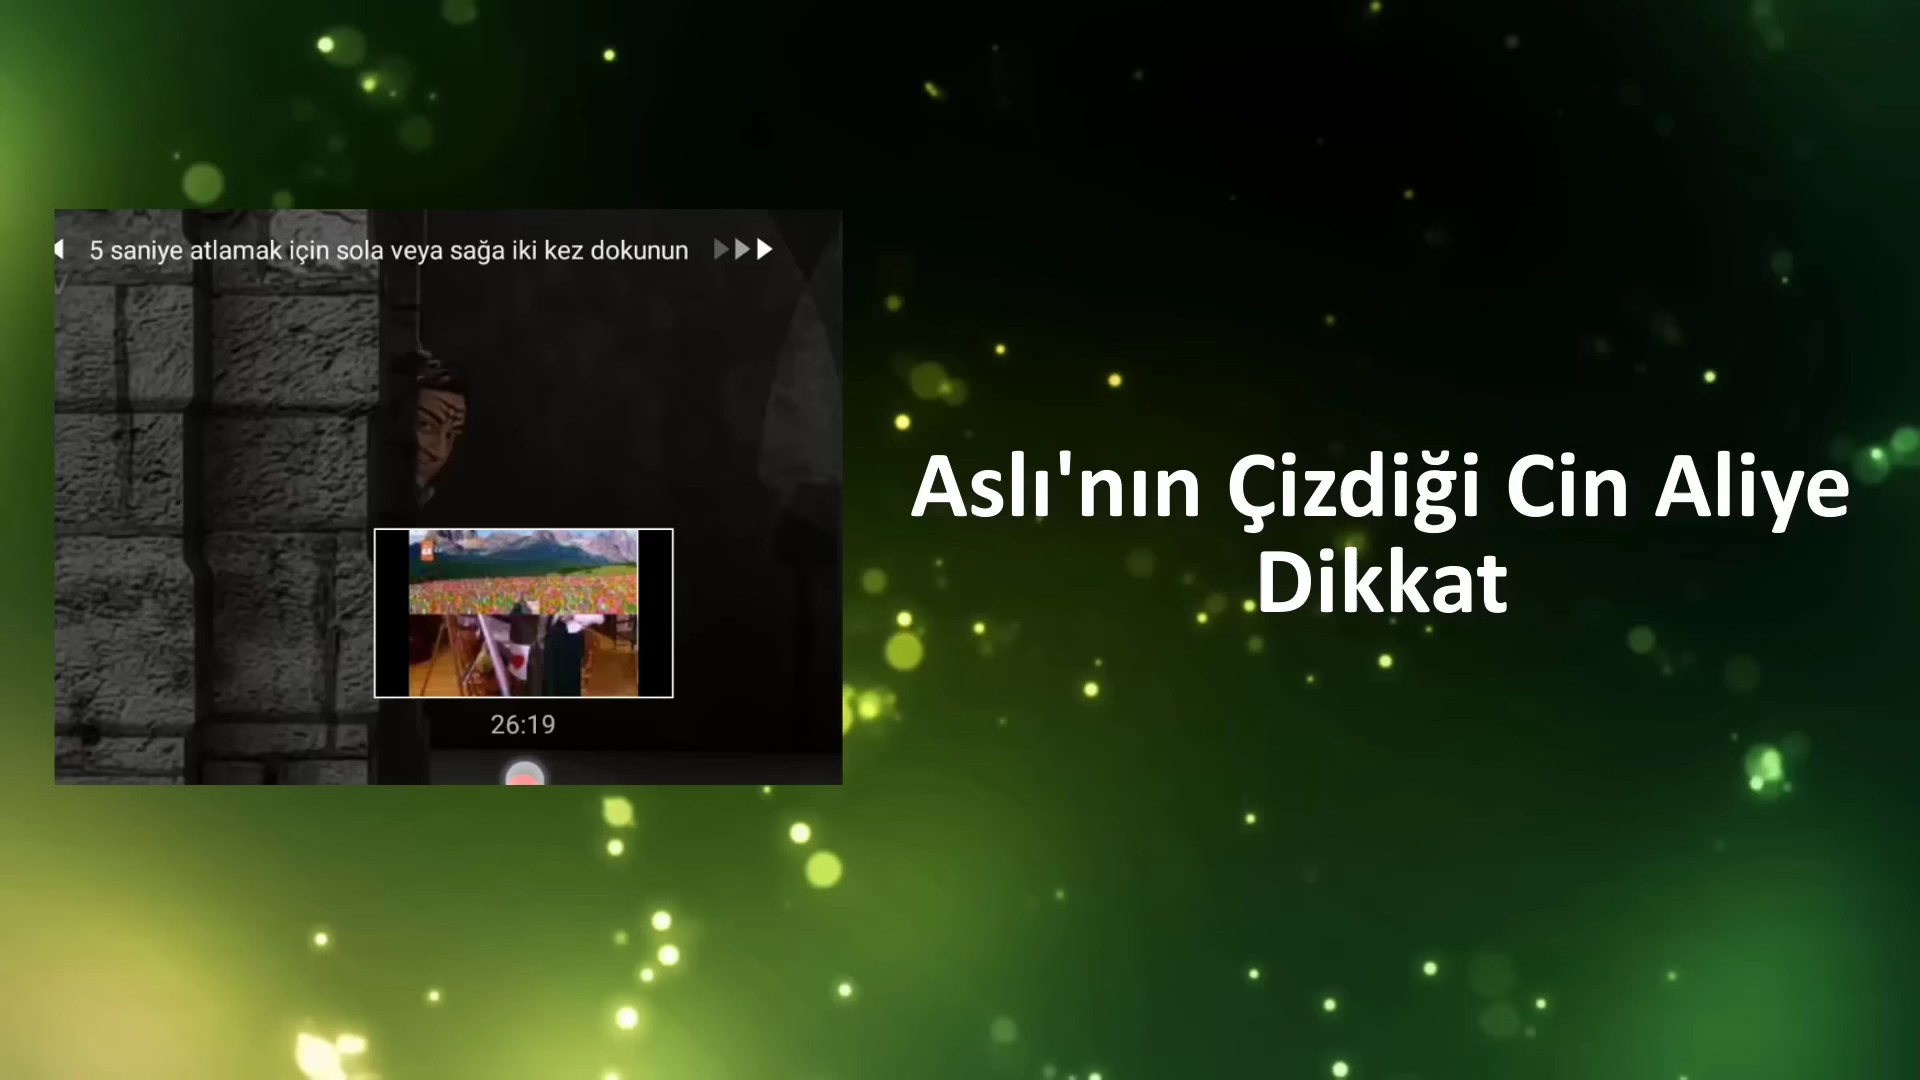 5 saniye atlamak için sola veya sağa iki kez dokunun
26:19
Aslı'nın Çizdiği Cin Aliye
Dikkat